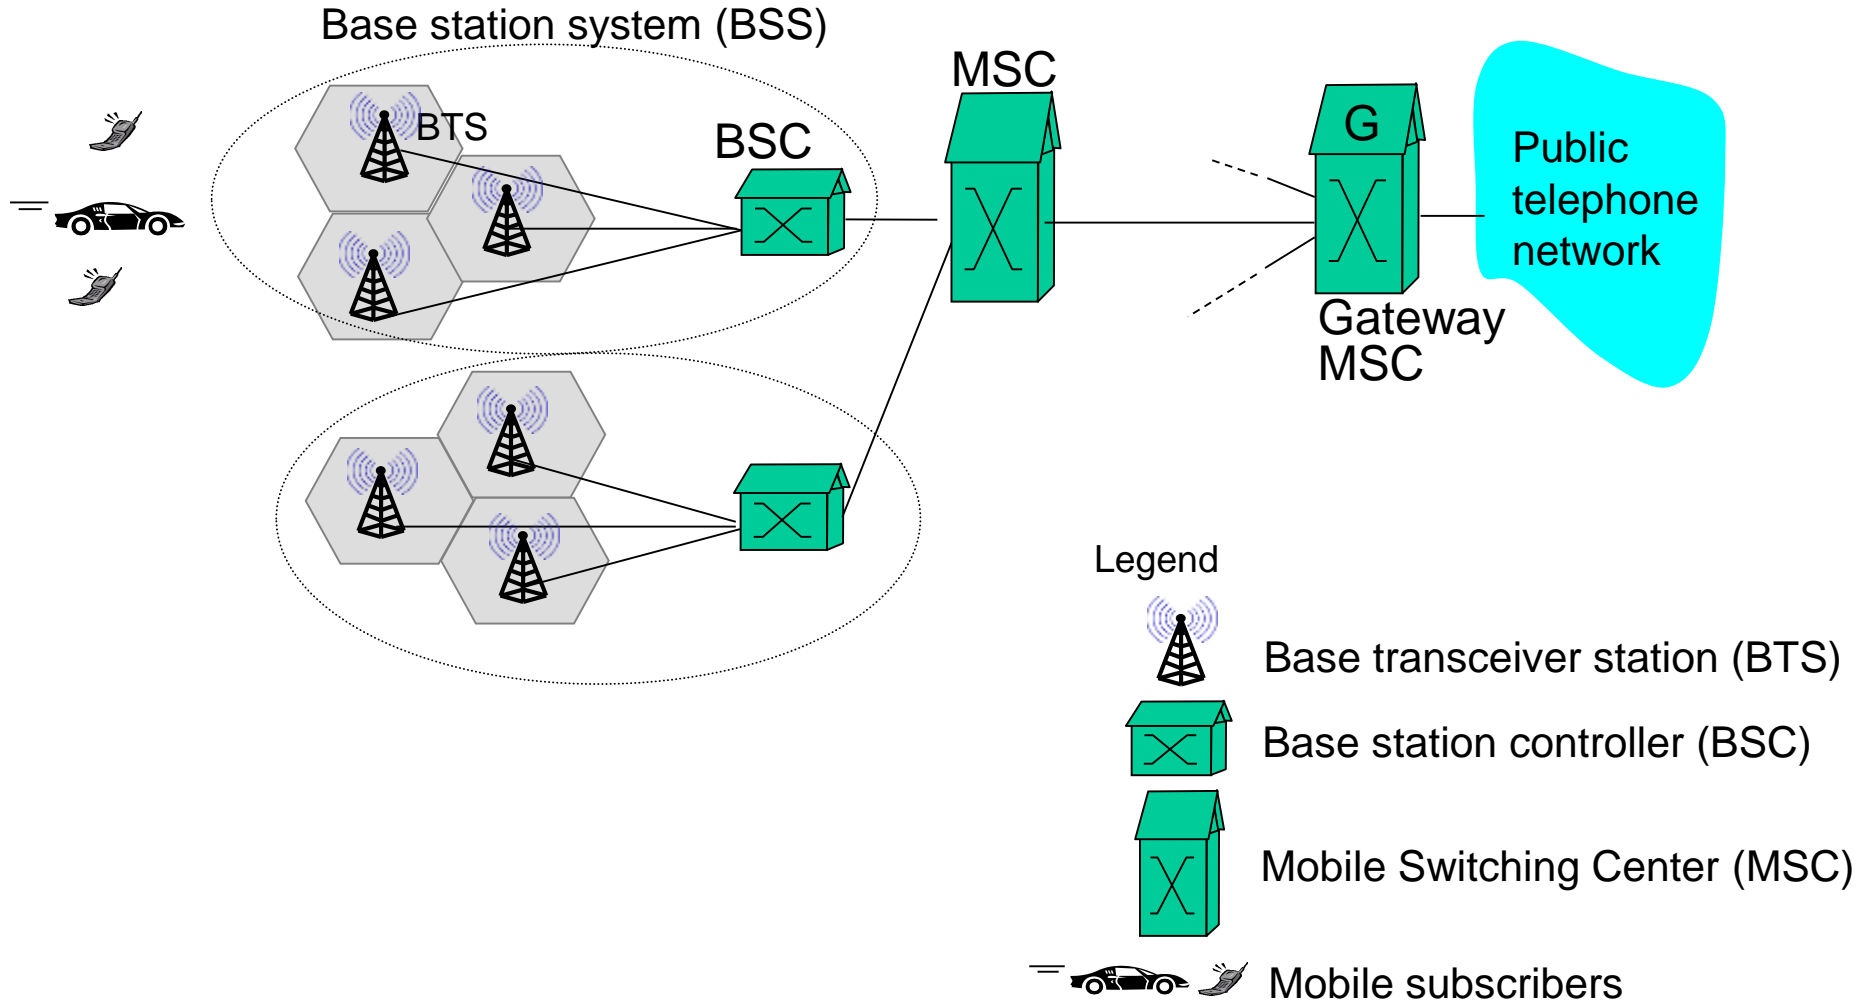 Base station system (BSS)
BTS
BSC
MSC
G
Gateway
MSC
Public
telephone
network
Legend
Base transceiver station (BTS)
Base station controller (BSC)
Mobile Switching Center (MSC)
Mobile subscribers